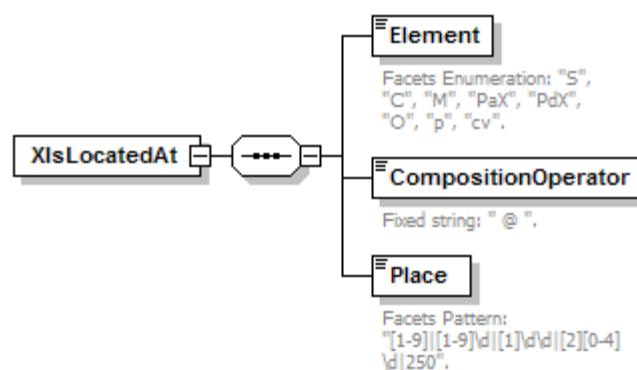 Element
Facets Enumeration: "S",
"C", "M", "PaX", "PdX",
"O", "p", "cv".
XIsLocatedAt
CompositionOperator
Fixed string: " @ ".
Place
Facets Pattern:
"[1-9]|[1-9]\d|[1]\d\d|[2][0-4]
\d|250".